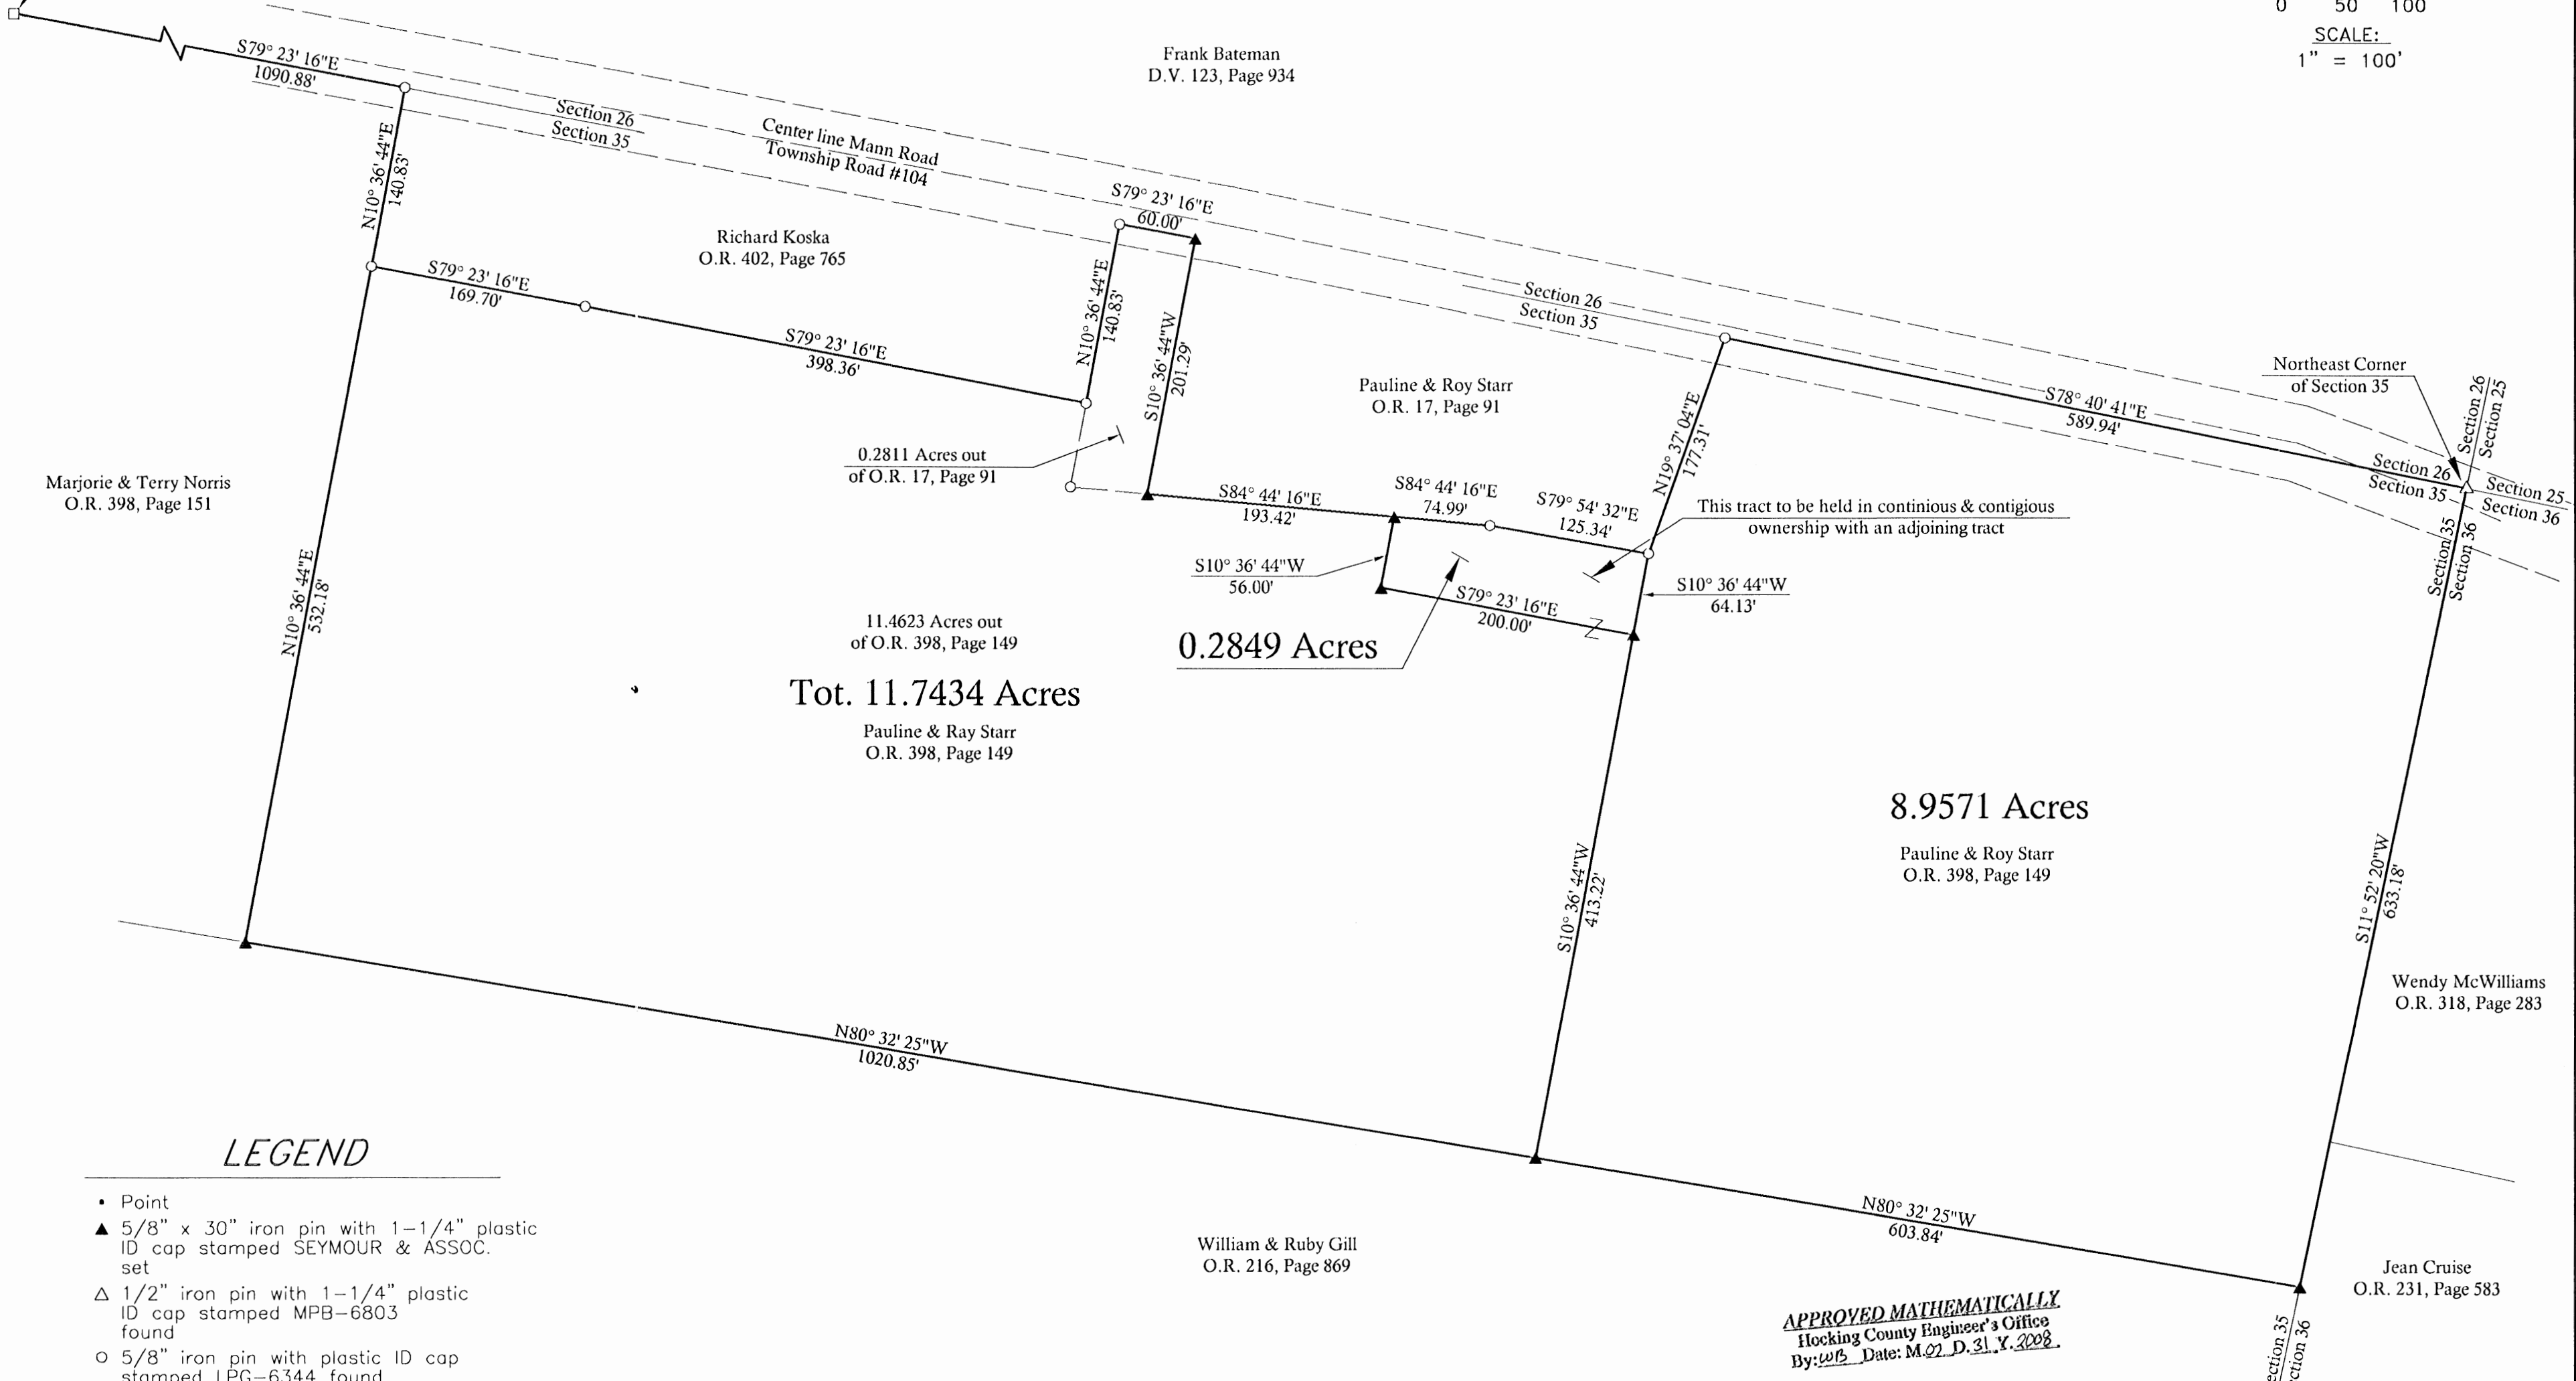 0 50 100
SCALE:
1" = 100'
Frank Bateman
D.V. 123, Page 934
S79° 23' 16"E
1090.88'
Section 26
Section 35
Center line Mann Road
Township Road #104
N10° 36' 44"E
140.83'
S79° 23' 16"E
60.00'
Richard Koska
O.R. 402, Page 765
S79° 23' 16"E
169.70'
S79° 23' 16"E
398.36'
N10° 36' 44"E
140.83'
S10° 36' 44"W
201.29'
Section 26
Section 35
Pauline & Roy Starr
O.R. 17, Page 91
N19° 37' 04"E
177.31'
S78° 40' 41"E
589.94'
Northeast Corner
of Section 35
Section 26
Section 25
Section 26
Section 35
Section 25
Section 36
Section 35
Section 36
0.2811 Acres out
of O.R. 17, Page 91
Marjorie & Terry Norris
O.R. 398, Page 151
S84° 44' 16"E
193.42'
S84° 44' 16"E
74.99'
S79° 54' 32"E
125.34'
This tract to be held in continious & contigious
ownership with an adjoining tract
S10° 36' 44"W
56.00'
S79° 23' 16"E
200.00'
S10° 36' 44"W
64.13'
N10° 36' 44"E
532.18'
11.4623 Acres out
of O.R. 398, Page 149
0.2849 Acres
Tot. 11.7434 Acres
Pauline & Ray Starr
O.R. 398, Page 149
8.9571 Acres
Pauline & Roy Starr
O.R. 398, Page 149
S10° 36' 44"W
413.22'
S11° 52' 20"W
633.18'
Wendy McWilliams
O.R. 318, Page 283
N80° 32' 25"W
1020.85'
N80° 32' 25"W
603.84'
William & Ruby Gill
O.R. 216, Page 869
Jean Cruise
O.R. 231, Page 583
LEGEND
Point
5/8" x 30" iron pin with 1-1/4" plastic
ID cap stamped SEYMOUR & ASSOC.
set
1/2" iron pin with 1-1/4" plastic
ID cap stamped MPB-6803
found
5/8" iron pin with plastic ID cap
stamped LPG-6344 found
APPROVED MATHEMATICALLY
Hocking County Engineer's Office
By: WB Date: M.07 D.31 Y.2008.
Section 35
Section 36